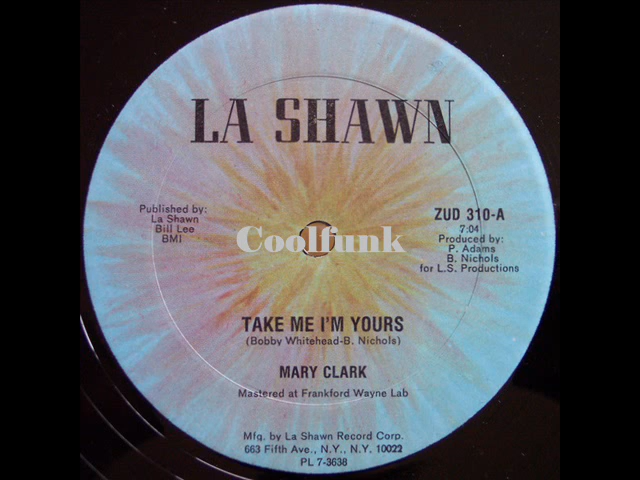 LA SHAWN
Published by:
La Shawn
Bill Lee
BMI
ZUD 310-A
7:04
Produced by:
P. Adams
B. Nichols
for L.S. Productions
Coolfunk
TAKE ME I'M YOURS
(Bobby Whitehead-B. Nichols)
MARY CLARK
Mastered at Frankford Wayne Lab
Mfg. by La Shawn Record Corp.
663 Fifth Ave., N.Y., N.Y. 10022
PL 7-3638